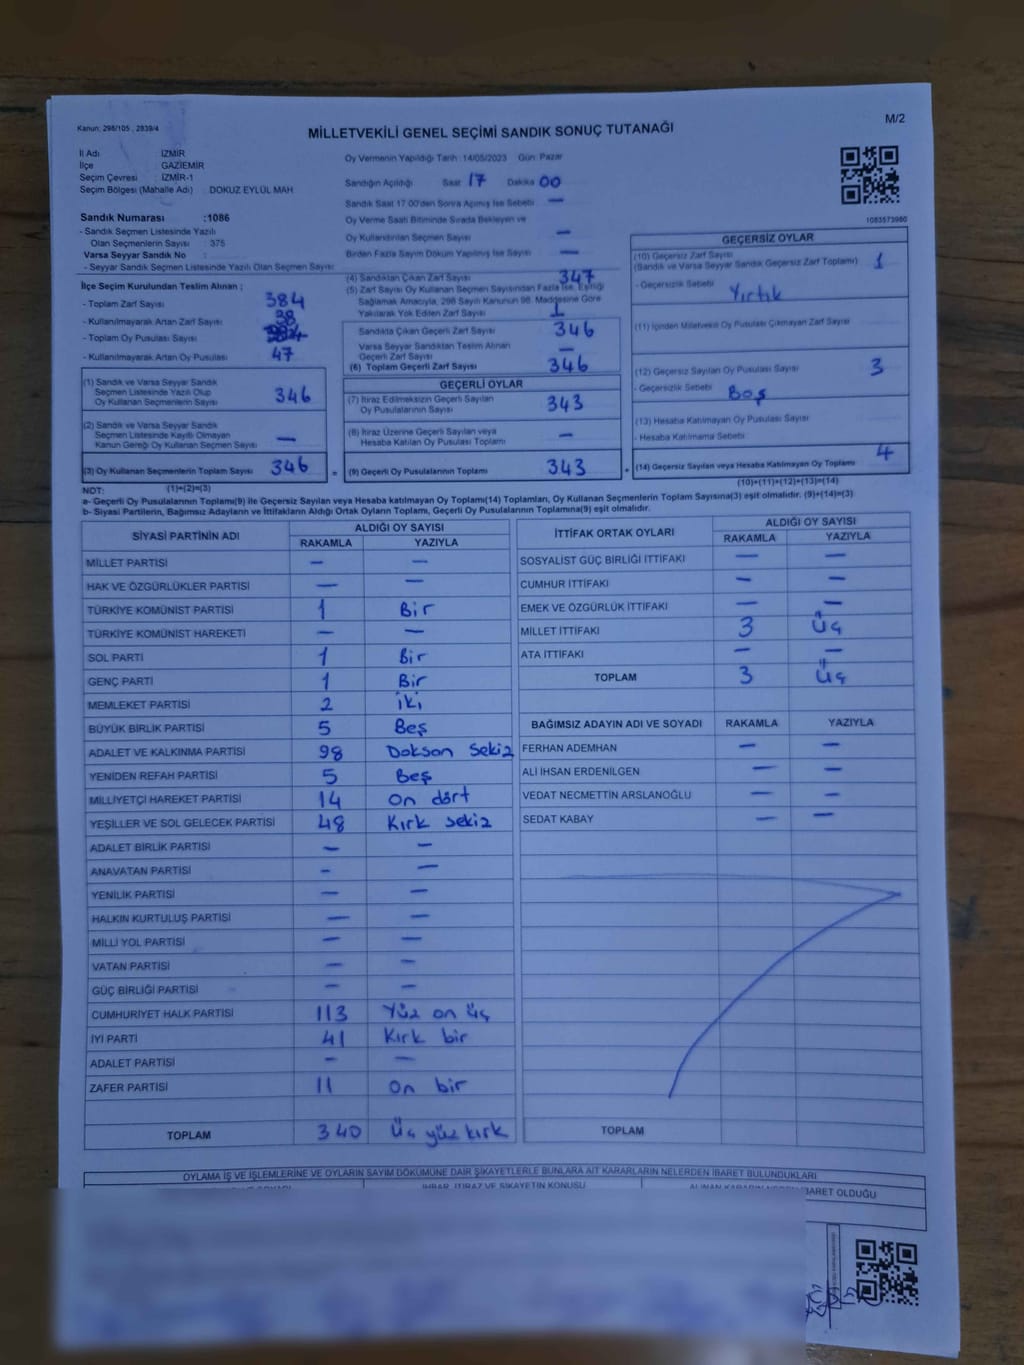 Kanun: 298/105 , 2839/4
M/2
MİLLETVEKİLİ GENEL SEÇİMİ SANDIK SONUÇ TUTANAĞI
İl Adı : İZMİR
İlçe : GAZİEMİR
Seçim Çevresi : İZMİR-1
Seçim Bölgesi (Mahalle Adı) : DOKUZ EYLÜL MAH
Sandık Numarası :1086
- Sandık Seçmen Listesinde Yazılı
Olan Seçmenlerin Sayısı : 375
Varsa Seyyar Sandık No :
- Seyyar Sandık Seçmen Listesinde Yazılı Olan Seçmen Sayısı:
İlçe Seçim Kurulundan Teslim Alınan ;
- Toplam Zarf Sayısı 384
- Kullanılmayarak Artan Zarf Sayısı 38
- Toplam Oy Pusulası Sayısı
- Kullanılmayarak Artan Oy Pusulası 47
(1) Sandık ve Varsa Seyyar Sandık
Seçmen Listesinde Yazılı Olup
Oy Kullanan Seçmenlerin Sayısı 346
(2) Sandık ve Varsa Seyyar Sandık
Seçmen Listesinde Kayıtlı Olmayan
Kanun Gereği Oy Kullanan Seçmen Sayısı —
(3) Oy Kullanan Seçmenlerin Toplam Sayısı 346
(1)+(2)=(3)
Oy Vermenin Yapıldığı Tarih :14/05/2023 Gün: Pazar
Sandığın Açıldığı Saat 17 Dakika 00
Sandık Saat 17.00'den Sonra Açılmış İse Sebebi —
Oy Verme Saati Bitiminde Sırada Bekleyen ve
Oy Kullandırılan Seçmen Sayısı —
Birden Fazla Sayım Döküm Yapılmış İse Sayısı —
(4) Sandıktan Çıkan Zarf Sayısı 347
(5) Zarf Sayısı Oy Kullanan Seçmen Sayısından Fazla İse, Eşitliği
Sağlamak Amacıyla, 298 Sayılı Kanunun 98. Maddesine Göre
Yakılarak Yok Edilen Zarf Sayısı 1
Sandıkta Çıkan Geçerli Zarf Sayısı 346
Varsa Seyyar Sandıktan Teslim Alınan
Geçerli Zarf Sayısı —
(6) Toplam Geçerli Zarf Sayısı 346
GEÇERLİ OYLAR
(7) İtiraz Edilmeksizin Geçerli Sayılan
Oy Pusulalarının Sayısı 343
(8) İtiraz Üzerine Geçerli Sayılan veya
Hesaba Katılan Oy Pusulası Toplamı —
= (9) Geçerli Oy Pusulalarının Toplamı 343
1083573980
GEÇERSİZ OYLAR
(10) Geçersiz Zarf Sayısı
(Sandık ve Varsa Seyyar Sandık Geçersiz Zarf Toplamı) 1
- Geçersizlik Sebebi : Yırtık
(11) İçinden Milletvekili Oy Pusulası Çıkmayan Zarf Sayısı
(12) Geçersiz Sayılan Oy Pusulası Sayısı 3
- Geçersizlik Sebebi : Boş
(13) Hesaba Katılmayan Oy Pusulası Sayısı
- Hesaba Katılmama Sebebi :
+ (14) Geçersiz Sayılan veya Hesaba Katılmayan Oy Toplamı 4
(10)+(11)+(12)+(13)=(14)
NOT:
a- Geçerli Oy Pusulalarının Toplamı(9) ile Geçersiz Sayılan veya Hesaba katılmayan Oy Toplamı(14) Toplamları, Oy Kullanan Seçmenlerin Toplam Sayısına(3) eşit olmalıdır. (9)+(14)=(3)
b- Siyasi Partilerin, Bağımsız Adayların ve İttifakların Aldığı Ortak Oyların Toplamı, Geçerli Oy Pusulalarının Toplamına(9) eşit olmalıdır.
SİYASİ PARTİNİN ADI ALDIĞI OY SAYISI
RAKAMLA YAZIYLA
MİLLET PARTİSİ — —
HAK VE ÖZGÜRLÜKLER PARTİSİ — —
TÜRKİYE KOMÜNİST PARTİSİ 1 Bir
TÜRKİYE KOMÜNİST HAREKETİ — —
SOL PARTİ 1 Bir
GENÇ PARTİ 1 Bir
MEMLEKET PARTİSİ 2 iki
BÜYÜK BİRLİK PARTİSİ 5 Beş
ADALET VE KALKINMA PARTİSİ 98 Doksan Sekiz
YENİDEN REFAH PARTİSİ 5 Beş
MİLLİYETÇİ HAREKET PARTİSİ 14 on dört
YEŞİLLER VE SOL GELECEK PARTİSİ 48 Kırk sekiz
ADALET BİRLİK PARTİSİ — —
ANAVATAN PARTİSİ — —
YENİLİK PARTİSİ — —
HALKIN KURTULUŞ PARTİSİ — —
MİLLİ YOL PARTİSİ — —
VATAN PARTİSİ — —
GÜÇ BİRLİĞİ PARTİSİ — —
CUMHURİYET HALK PARTİSİ 113 Yüz on üç
İYİ PARTİ 41 Kırk bir
ADALET PARTİSİ — —
ZAFER PARTİSİ 11 on bir
TOPLAM 340 Üç yüz kırk
İTTİFAK ORTAK OYLARI ALDIĞI OY SAYISI
RAKAMLA YAZIYLA
SOSYALİST GÜÇ BİRLİĞİ İTTİFAKI — —
CUMHUR İTTİFAKI — —
EMEK VE ÖZGÜRLÜK İTTİFAKI — —
MİLLET İTTİFAKI 3 Üç
ATA İTTİFAKI — —
TOPLAM 3 Üç
BAĞIMSIZ ADAYIN ADI VE SOYADI RAKAMLA YAZIYLA
FERHAN ADEMHAN — —
ALİ İHSAN ERDENİLGEN — —
VEDAT NECMETTİN ARSLANOĞLU — —
SEDAT KABAY — —
TOPLAM
OYLAMA İŞ VE İŞLEMLERİNE VE OYLARIN SAYIM DÖKÜMÜNE DAİR ŞİKAYETLERLE BUNLARA AİT KARARLARIN NELERDEN İBARET BULUNDUKLARI
İHBAR, İTİRAZ VE ŞİKAYETİN KONUSU
İBARET OLDUĞU